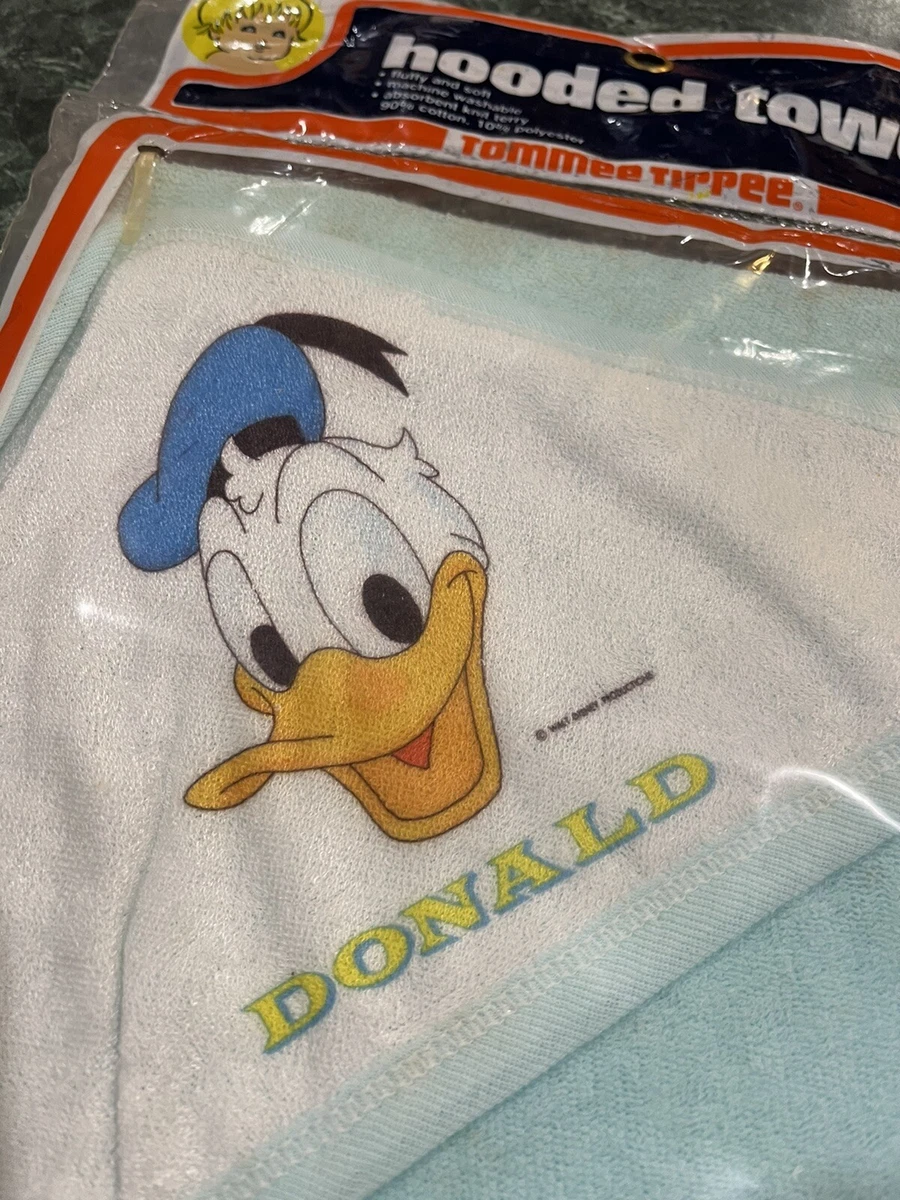 hooded tow
• fluffy and soft
• machine washable
• absorbent knit terry
90% cotton, 10% polyester
TOMMEE TIPPEE®
© WALT DISNEY PRODUCTIONS
DONALD